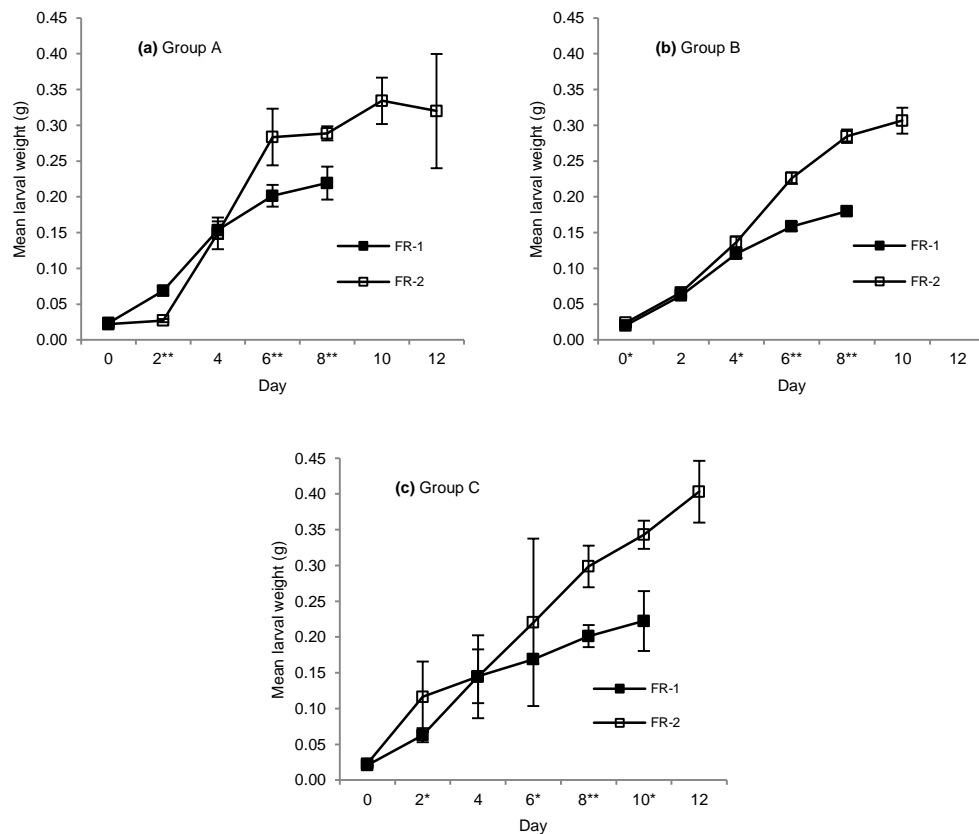 (a) Group A
Mean larval weight (g)
0.45
0.40
0.35
0.30
0.25
0.20
0.15
0.10
0.05
0.00
FR-1
FR-2
0 2** 4 6** 8** 10 12
Day
(b) Group B
Mean larval weight (g)
0.45
0.40
0.35
0.30
0.25
0.20
0.15
0.10
0.05
0.00
FR-1
FR-2
0* 2 4* 6** 8** 10 12
Day
(c) Group C
Mean larval weight (g)
0.45
0.40
0.35
0.30
0.25
0.20
0.15
0.10
0.05
0.00
FR-1
FR-2
0 2* 4 6* 8** 10* 12
Day